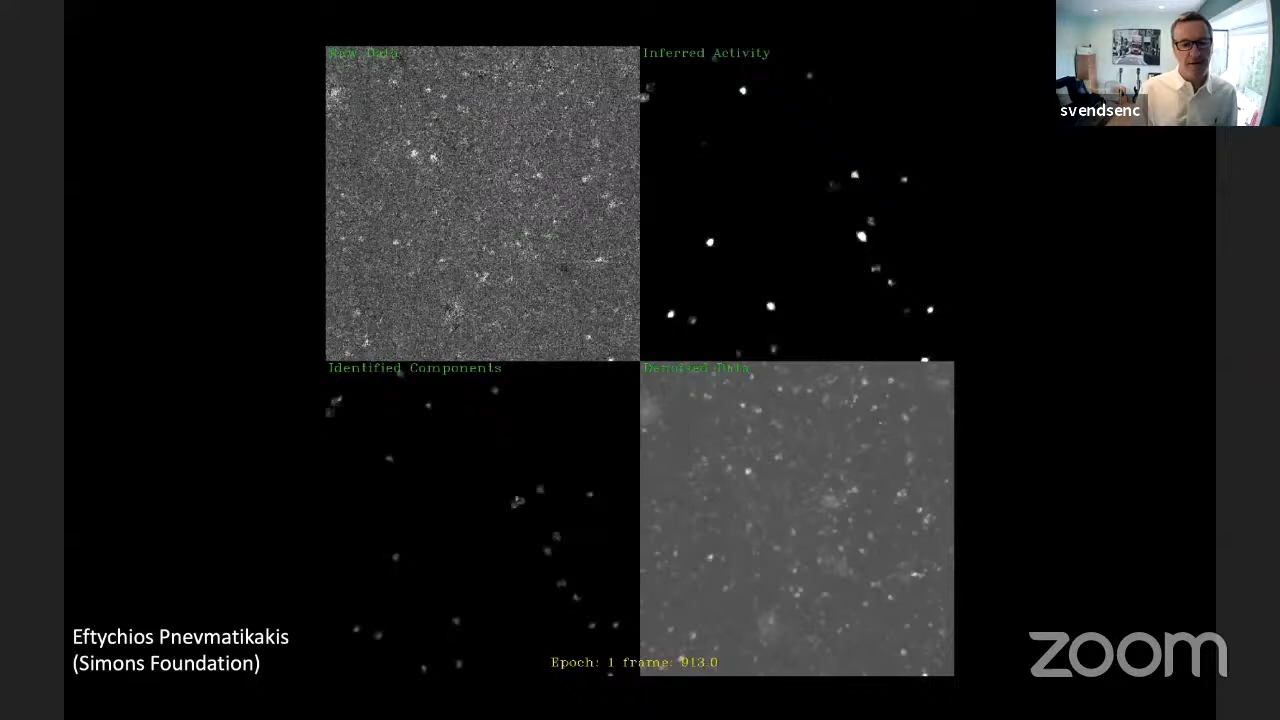 Raw Data
Inferred Activity
svendsenc
Identified Components
Denoised Data
Eftychios Pnevmatikakis
(Simons Foundation)
Epoch: 1 frame: 913.0
zoom